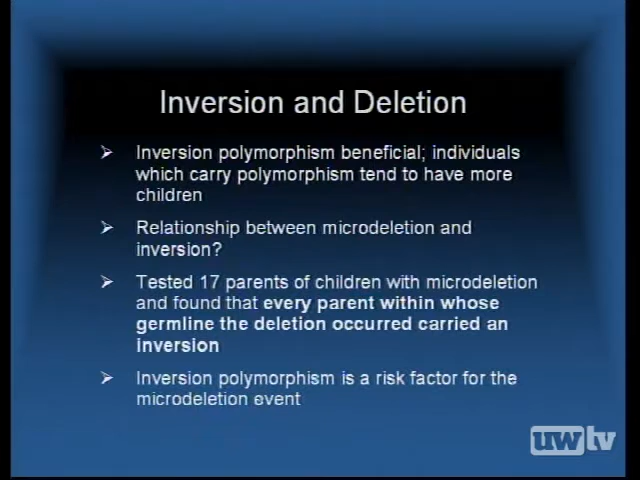 Inversion and Deletion
Inversion polymorphism beneficial; individuals
which carry polymorphism tend to have more
children
Relationship between microdeletion and
inversion?
Tested 17 parents of children with microdeletion
and found that every parent within whose
germline the deletion occurred carried an
inversion
Inversion polymorphism is a risk factor for the
microdeletion event
uwtv